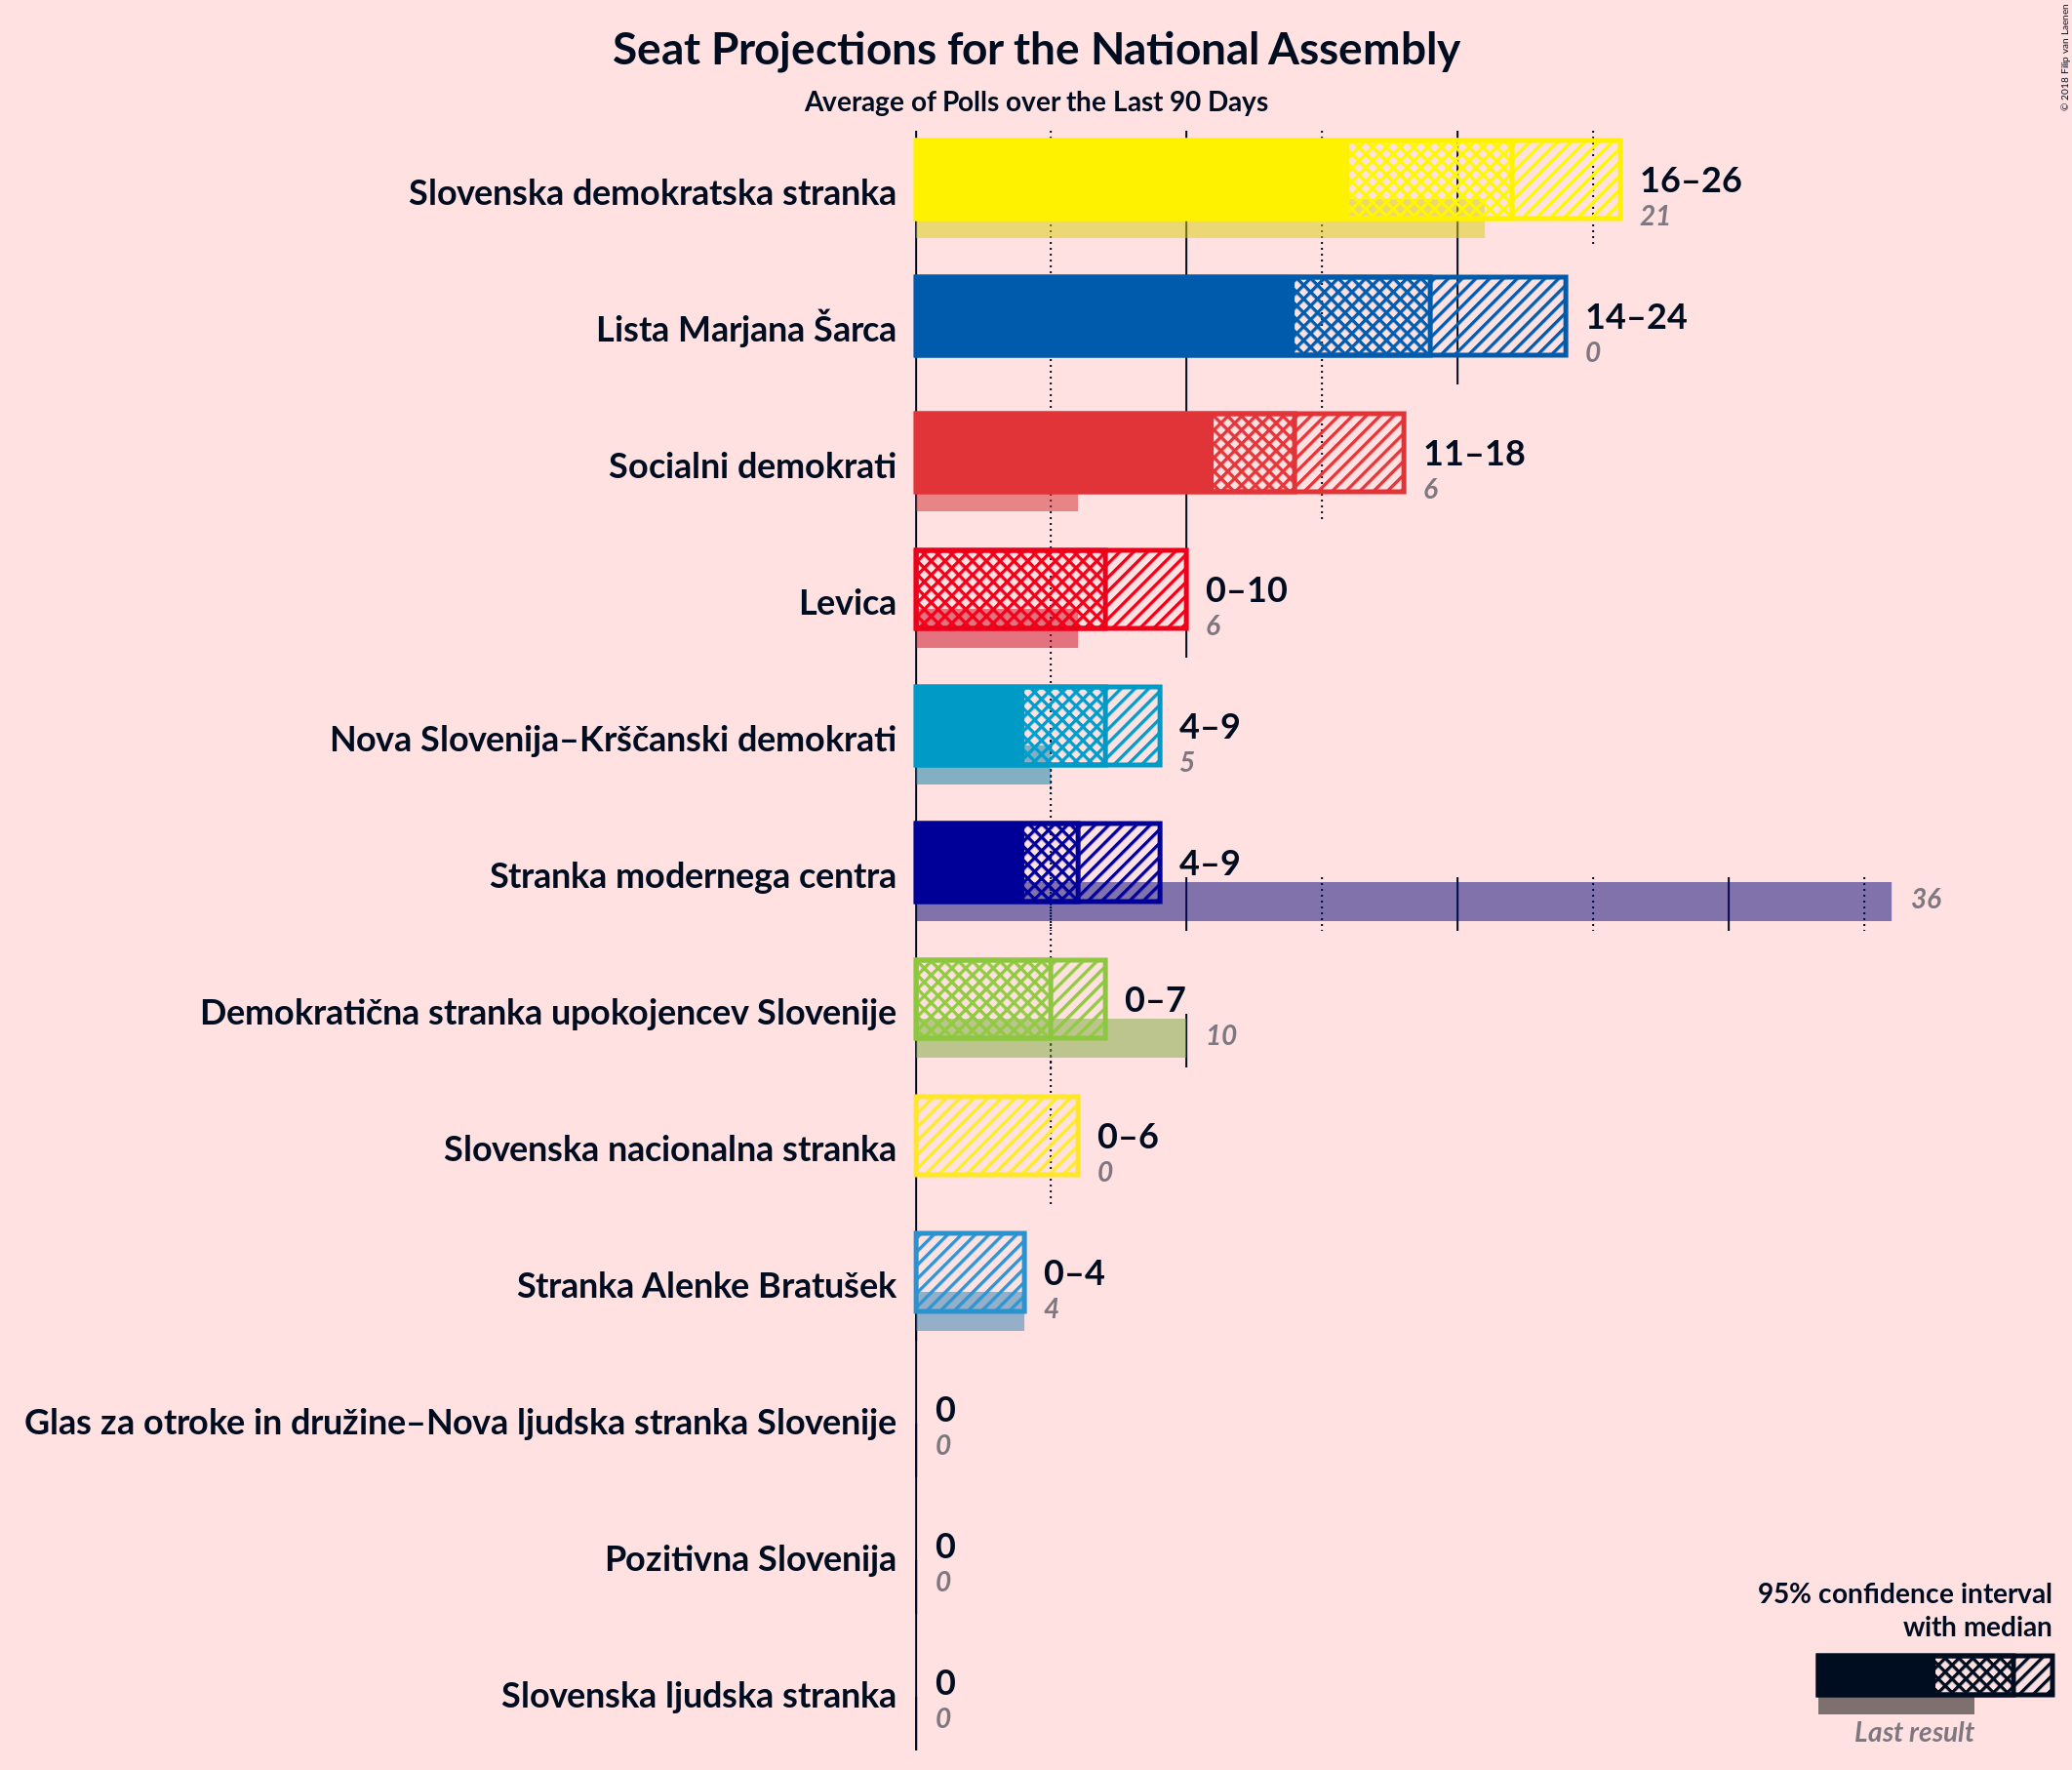 Seat Projections for the National Assembly
Average of Polls over the Last 90 Days
© 2018 Filip van Laenen
Slovenska demokratska stranka
16–26
21
Lista Marjana Šarca
14–24
0
Socialni demokrati
11–18
6
Levica
0–10
6
Nova Slovenija–Krščanski demokrati
4–9
5
Stranka modernega centra
4–9
36
Demokratična stranka upokojencev Slovenije
0–7
10
Slovenska nacionalna stranka
0–6
0
Stranka Alenke Bratušek
0–4
4
Glas za otroke in družine–Nova ljudska stranka Slovenije
0
0
Pozitivna Slovenija
0
0
Slovenska ljudska stranka
0
0
95% confidence interval
with median
Last result